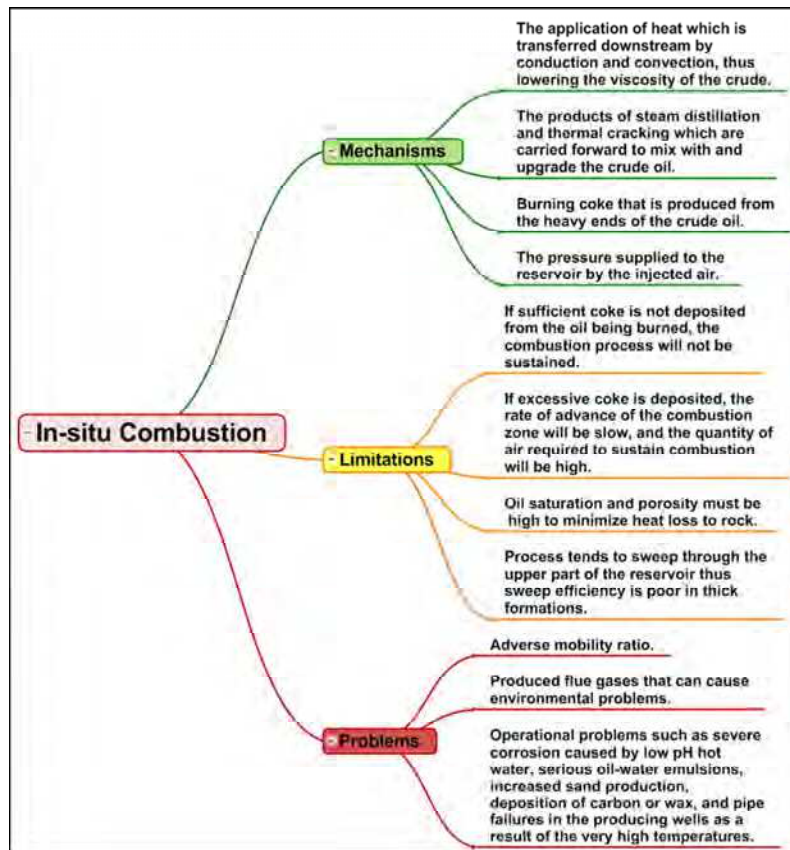 The application of heat which is
transferred downstream by
conduction and convection, thus
lowering the viscosity of the crude.
The products of steam distillation
and thermal cracking which are
carried forward to mix with and
upgrade the crude oil.
Mechanisms
Burning coke that is produced from
the heavy ends of the crude oil.
The pressure supplied to the
reservoir by the injected air.
If sufficient coke is not deposited
from the oil being burned, the
combustion process will not be
sustained.
In-situ Combustion
If excessive coke is deposited, the
rate of advance of the combustion
zone will be slow, and the quantity of
air required to sustain combustion
will be high.
Limitations
Oil saturation and porosity must be
high to minimize heat loss to rock.
Process tends to sweep through the
upper part of the reservoir thus
sweep efficiency is poor in thick
formations.
Adverse mobility ratio.
Produced flue gases that can cause
environmental problems.
Problems
Operational problems such as severe
corrosion caused by low pH hot
water, serious oil-water emulsions,
increased sand production,
deposition of carbon or wax, and pipe
failures in the producing wells as a
result of the very high temperatures.